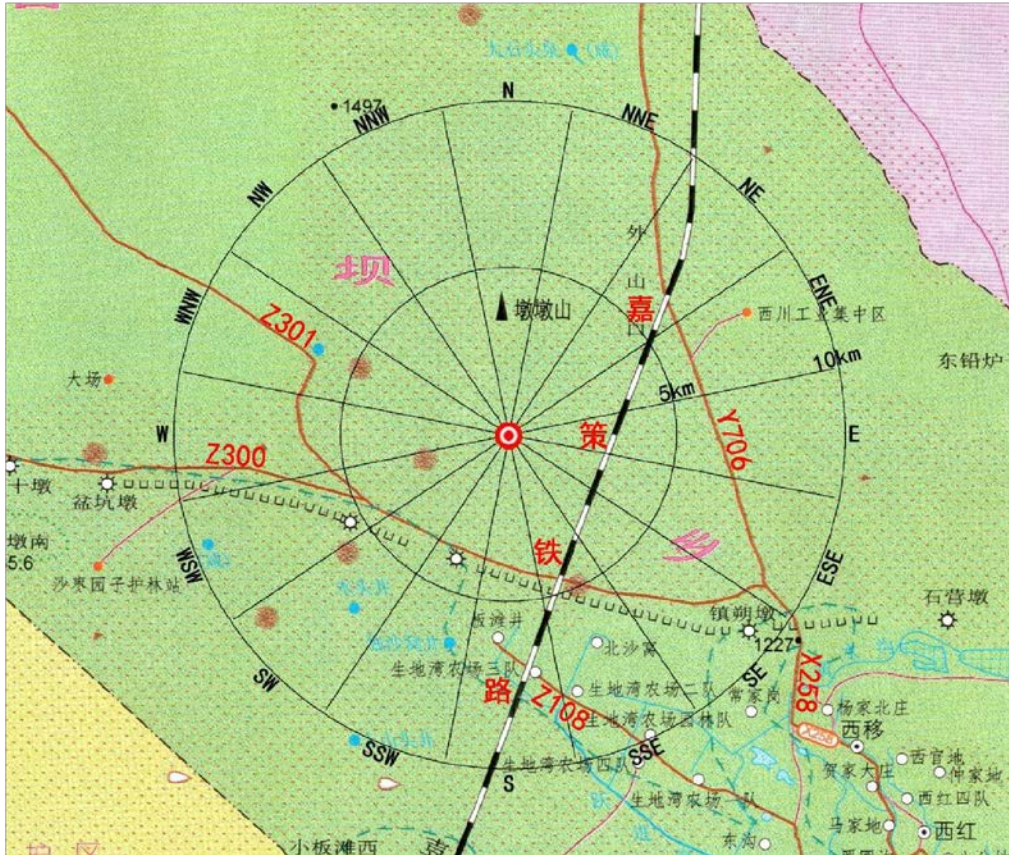 N
1497
NNW
NNE
NW
NE
外
山
坝
ENE
WNW
嘉
墩墩山
西川工业集中区
Z301
10km
东铅炉
大场
5km
W
策
E
Z300
Y706
十墩
盆坑墩
墩南
5.6
铁
乡
WSW
ESE
沙枣园子护林站
石营墩
板滩井
镇朔墩
北沙窝
1227
生地湾农场三队
SW
路
Z108
生地湾农场二队
SE
常家岗
X258
杨家北庄
生地湾农场园林队
西移
SSW
SSE
生地湾农场四队
S
西官地
贺家大庄
仲家地
生地湾农场一队
西红四队
马家地
西红
东沟
小板滩西